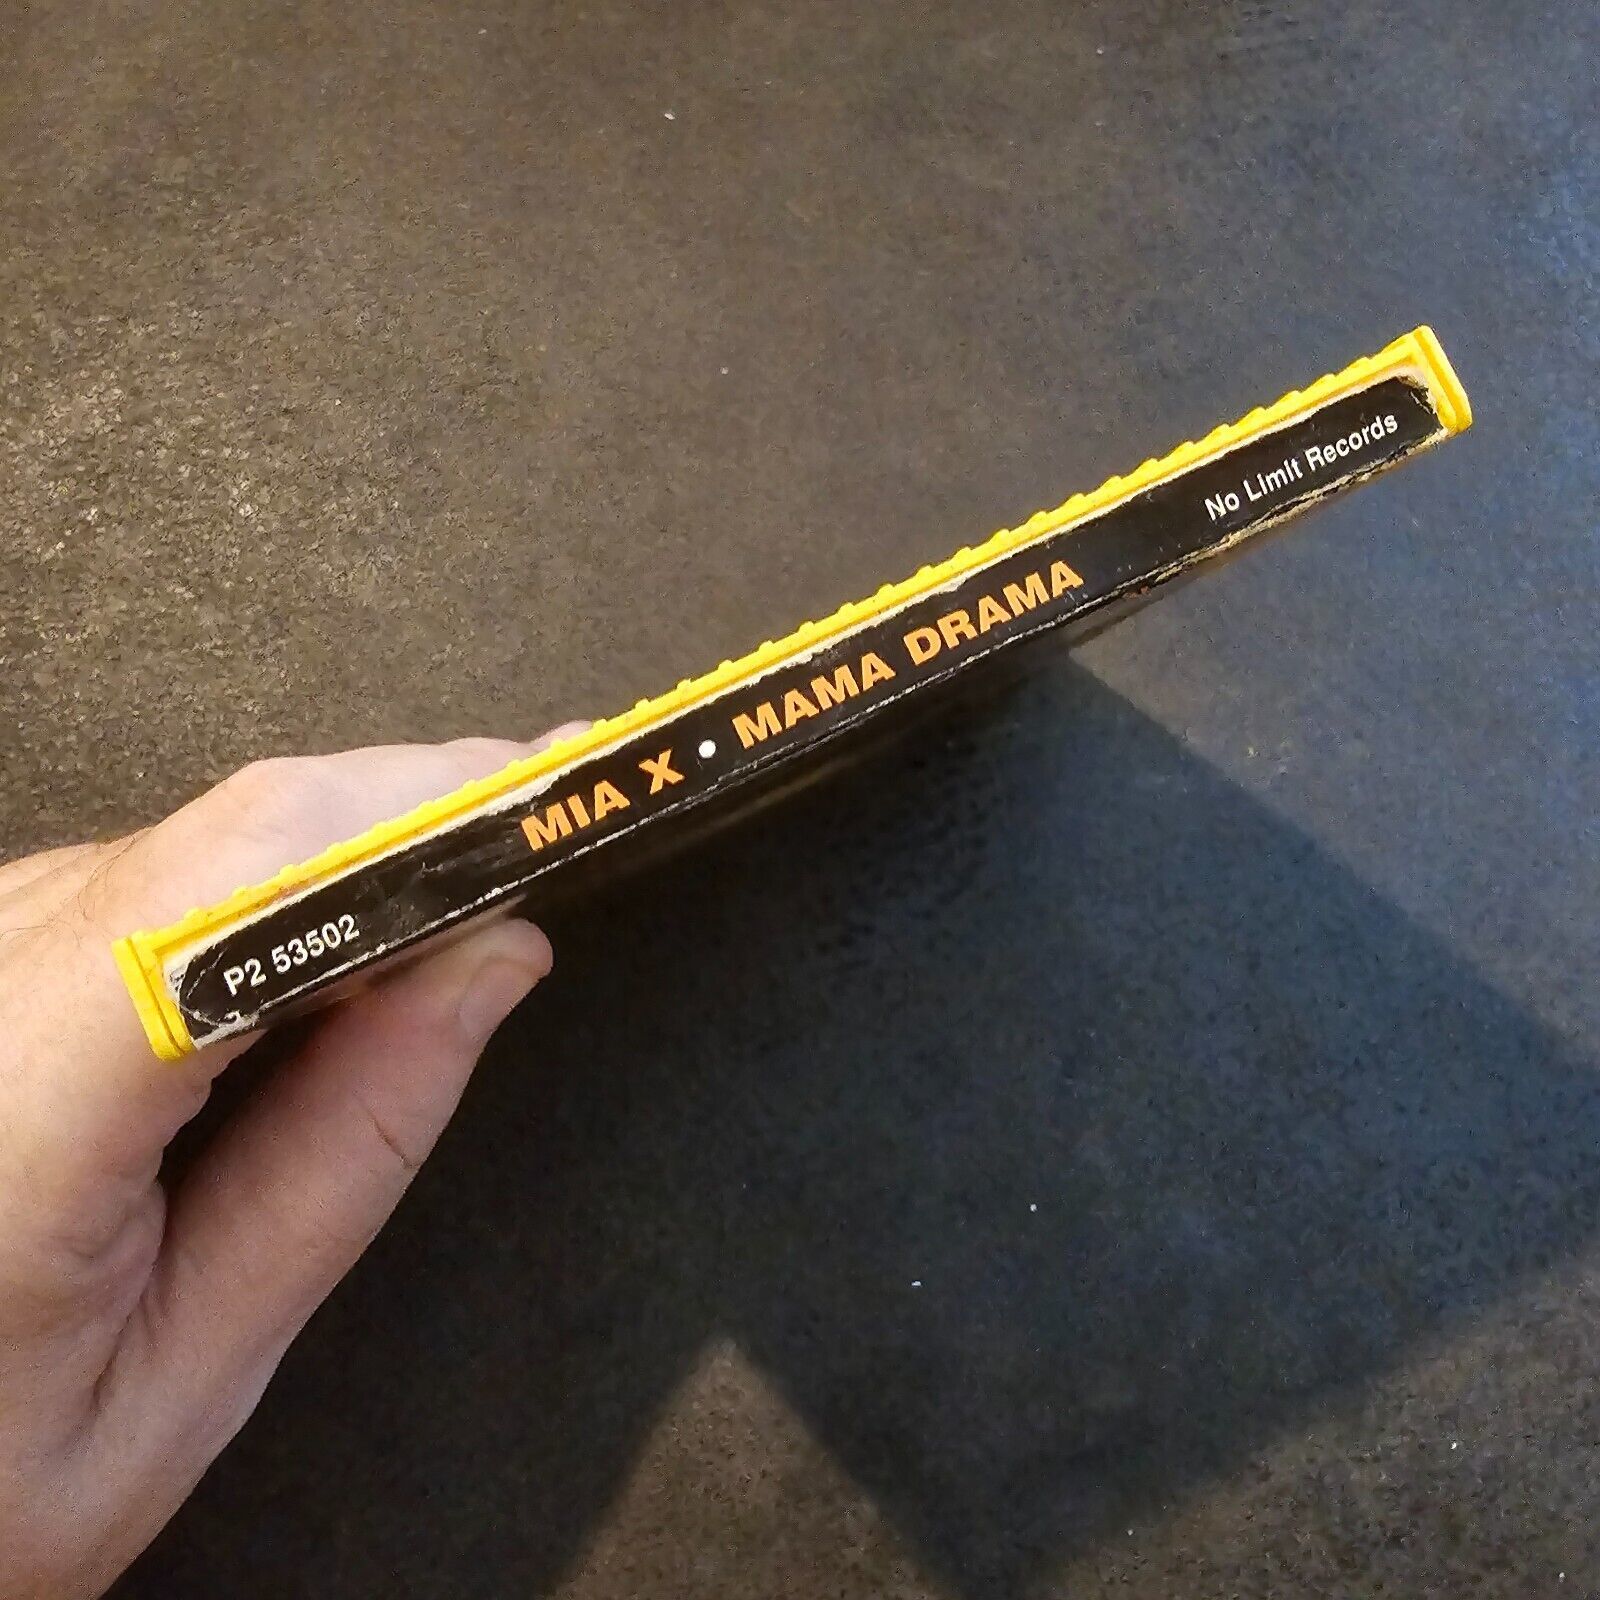 P2 53502 MIA X • MAMA DRAMA No Limit Records